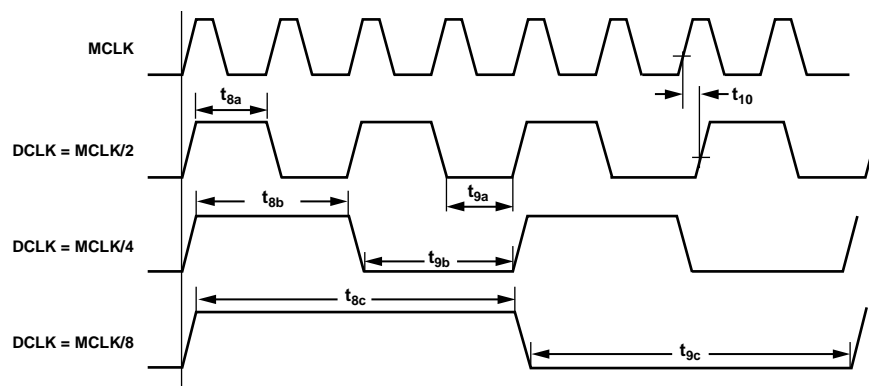 MCLK
t10
t8a
DCLK = MCLK/2
t8b
t9a
DCLK = MCLK/4
t9b
t8c
DCLK = MCLK/8
t9c